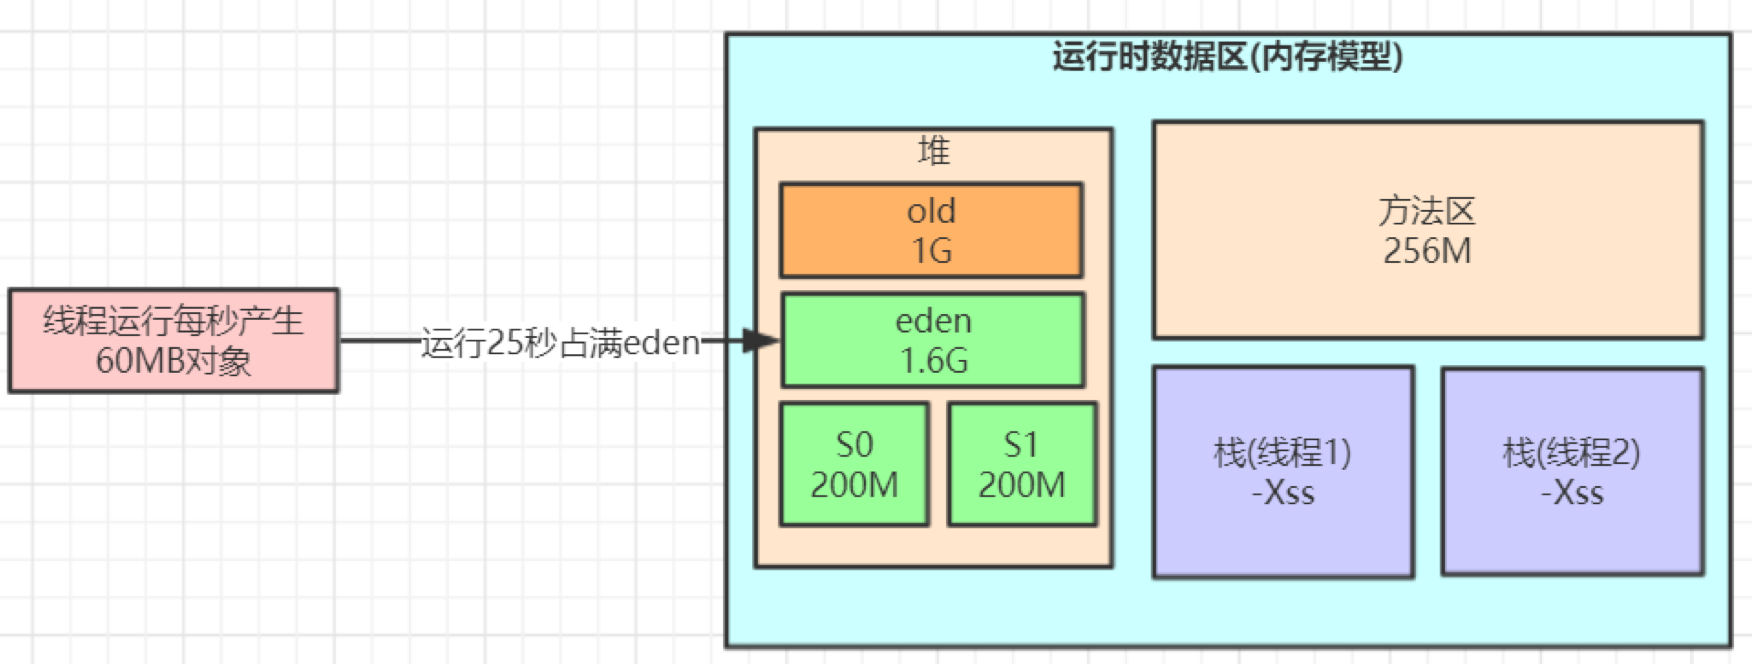 运行时数据区(内存模型)
堆
old
1G
eden
1.6G
S0
200M
S1
200M
方法区
256M
栈(线程1)
-Xss
栈(线程2)
-Xss
线程运行每秒产生
60MB对象
运行25秒占满eden